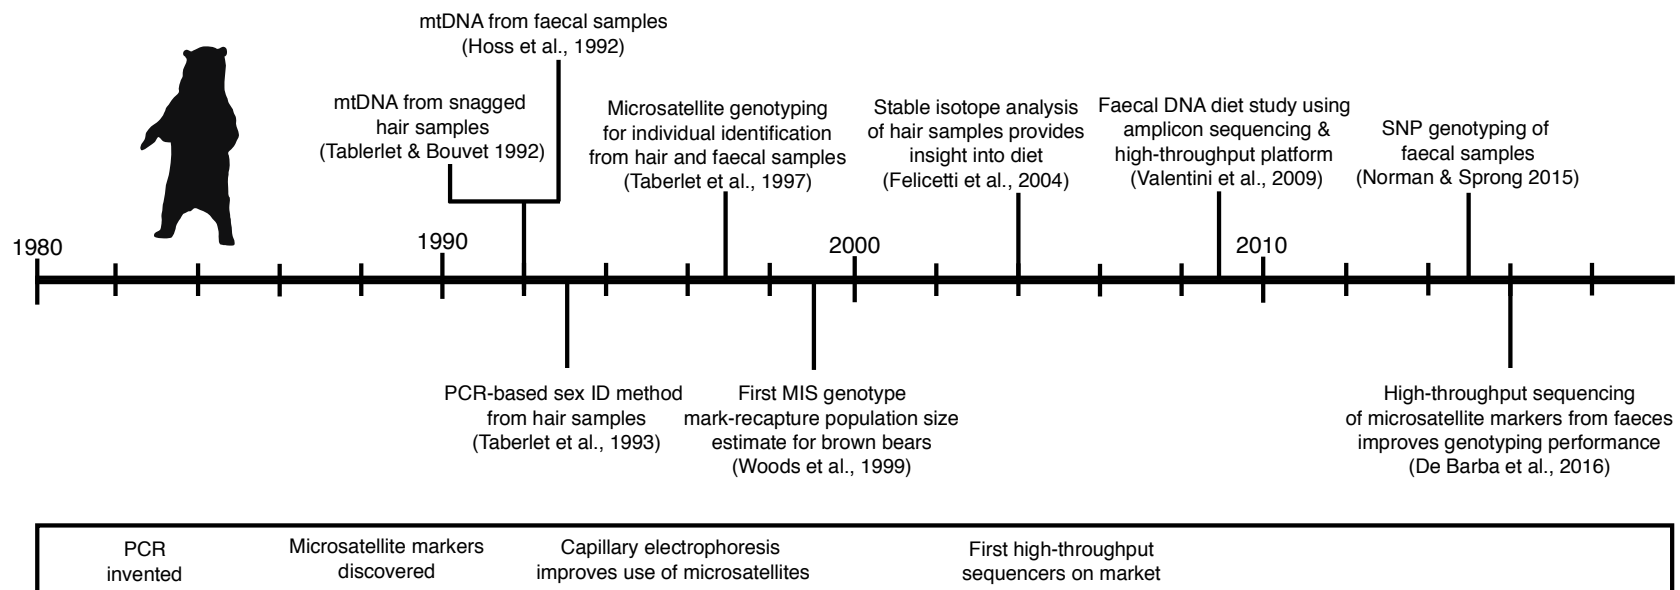 mtDNA from faecal samples
(Hoss et al., 1992)
mtDNA from snagged
hair samples
(Tablerlet & Bouvet 1992)
Microsatellite genotyping
for individual identification
from hair and faecal samples
(Taberlet et al., 1997)
Stable isotope analysis
of hair samples provides
insight into diet
(Felicetti et al., 2004)
Faecal DNA diet study using
amplicon sequencing &
high-throughput platform
(Valentini et al., 2009)
SNP genotyping of
faecal samples
(Norman & Sprong 2015)
1980
1990
2000
2010
PCR-based sex ID method
from hair samples
(Taberlet et al., 1993)
First MIS genotype
mark-recapture population size
estimate for brown bears
(Woods et al., 1999)
High-throughput sequencing
of microsatellite markers from faeces
improves genotyping performance
(De Barba et al., 2016)
PCR
invented
Microsatellite markers
discovered
Capillary electrophoresis
improves use of microsatellites
First high-throughput
sequencers on market